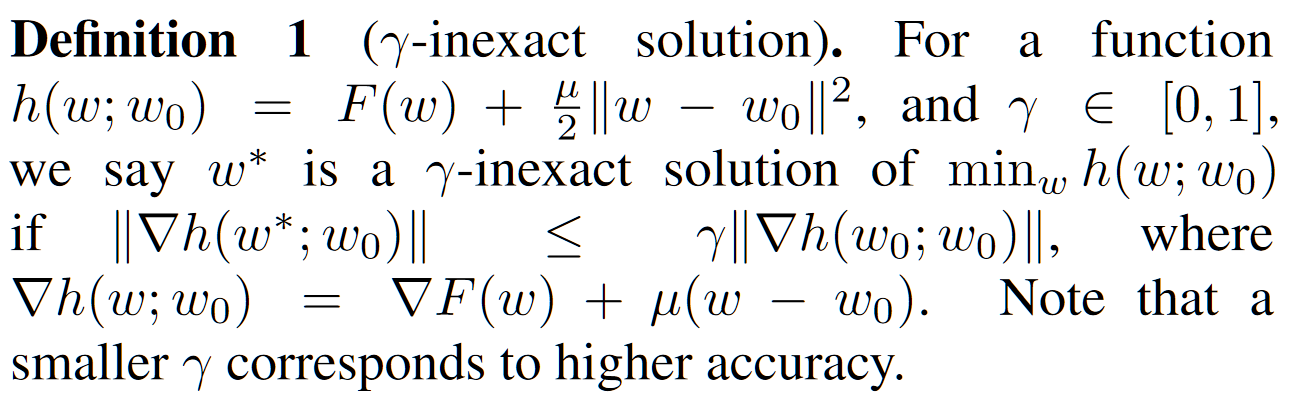 Definition 1 (γ-inexact solution). For a function
h(w; w₀) = F(w) + μ/2 ‖w − w₀‖², and γ ∈ [0, 1],
we say w* is a γ-inexact solution of min_w h(w; w₀)
if ‖∇h(w*; w₀)‖ ≤ γ‖∇h(w₀; w₀)‖, where
∇h(w; w₀) = ∇F(w) + μ(w − w₀). Note that a
smaller γ corresponds to higher accuracy.